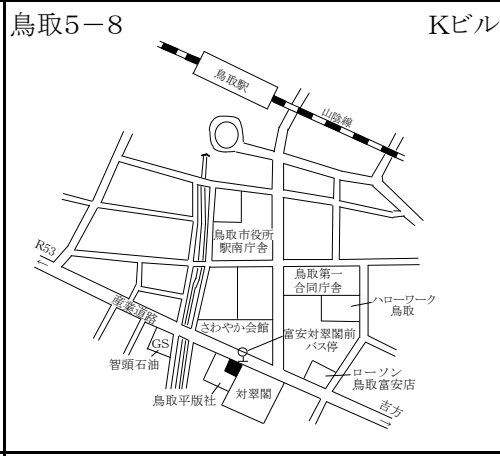 鳥取5-8
Kビル
鳥取駅
山陰線
鳥取市役所
駅南庁舎
R53
←
鳥取第一
合同庁舎
ハローワーク
鳥取
産業道路
さわやか会館
富安対翠閣前
バス停
GS
智頭石油
ローソン
鳥取富安店
鳥取平版社
対翠閣
吉方
→